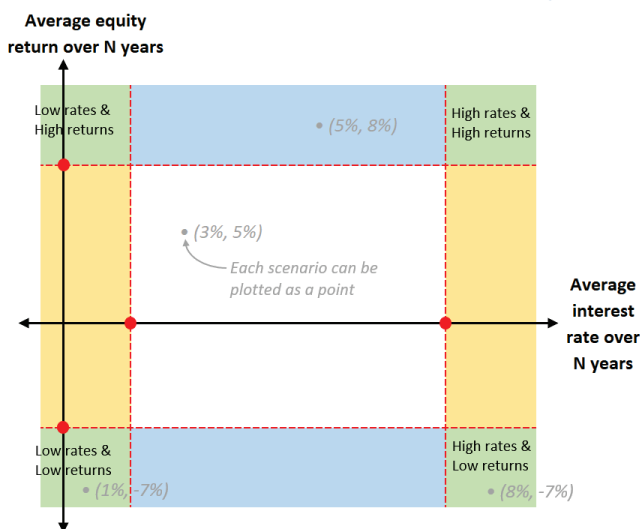 Average equity
return over N years
Low rates &
High returns
(5%, 8%)
High rates &
High returns
(3%, 5%)
Each scenario can be
plotted as a point
Average
interest
rate over
N years
Low rates &
Low returns
(1%, -7%)
High rates &
Low returns
(8%, -7%)